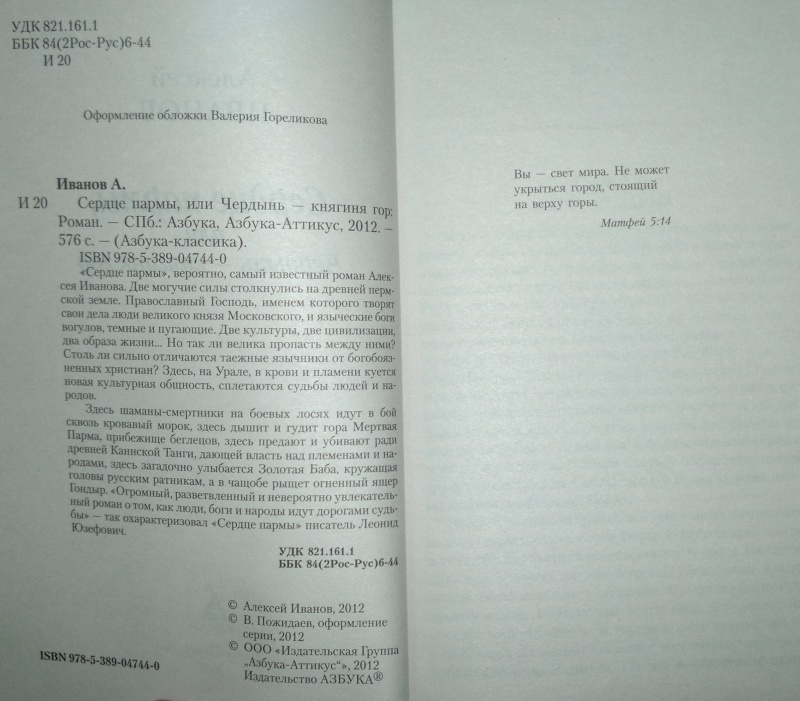 УДК 821.161.1
ББК 84(2Рос-Рус)6-44
И 20
Оформление обложки Валерия Гореликова
Иванов А.
И 20 Сердце пармы, или Чердынь — княгиня гор:
Роман. — СПб.: Азбука, Азбука-Аттикус, 2012. –
576 с. — (Азбука-классика).
ISBN 978-5-389-04744-0
«Сердце пармы», вероятно, самый известный роман Алек-
сея Иванова. Две могучие силы столкнулись на древней перм-
ской земле. Православный Господь, именем которого творят
свои дела люди великого князя Московского, и языческие боги
вогулов, темные и пугающие. Две культуры, две цивилизации,
два образа жизни... Но так ли велика пропасть между ними?
Столь ли сильно отличаются таежные язычники от богобояз-
ненных христиан? Здесь, на Урале, в крови и пламени куется
новая культурная общность, сплетаются судьбы людей и на-
родов.
Здесь шаманы-смертники на боевых лосях идут в бой
сквозь кровавый морок, здесь дышит и гудит гора Мертвая
Парма, прибежище беглецов, здесь предают и убивают ради
древней Каннской Танги, дающей власть над племенами и на-
родами, здесь загадочно улыбается Золотая Баба, кружащая
головы русским ратникам, а в чащобе рыщет огненный ящер
Гондыр. «Огромный, разветвленный и невероятно увлекатель-
ный роман о том, как люди, боги и народы идут дорогами судь-
бы» — так охарактеризовал «Сердце пармы» писатель Леонид
Юзефович.
УДК 821.161.1
ББК 84(2Рос-Рус)6-44
© Алексей Иванов, 2012
© В. Пожидаев, оформление
серии, 2012
© ООО «Издательская Группа
„Азбука-Аттикус“», 2012
Издательство АЗБУКА®
ISBN 978-5-389-04744-0
Вы — свет мира. Не может
укрыться город, стоящий
на верху горы.
Матфей 5:14